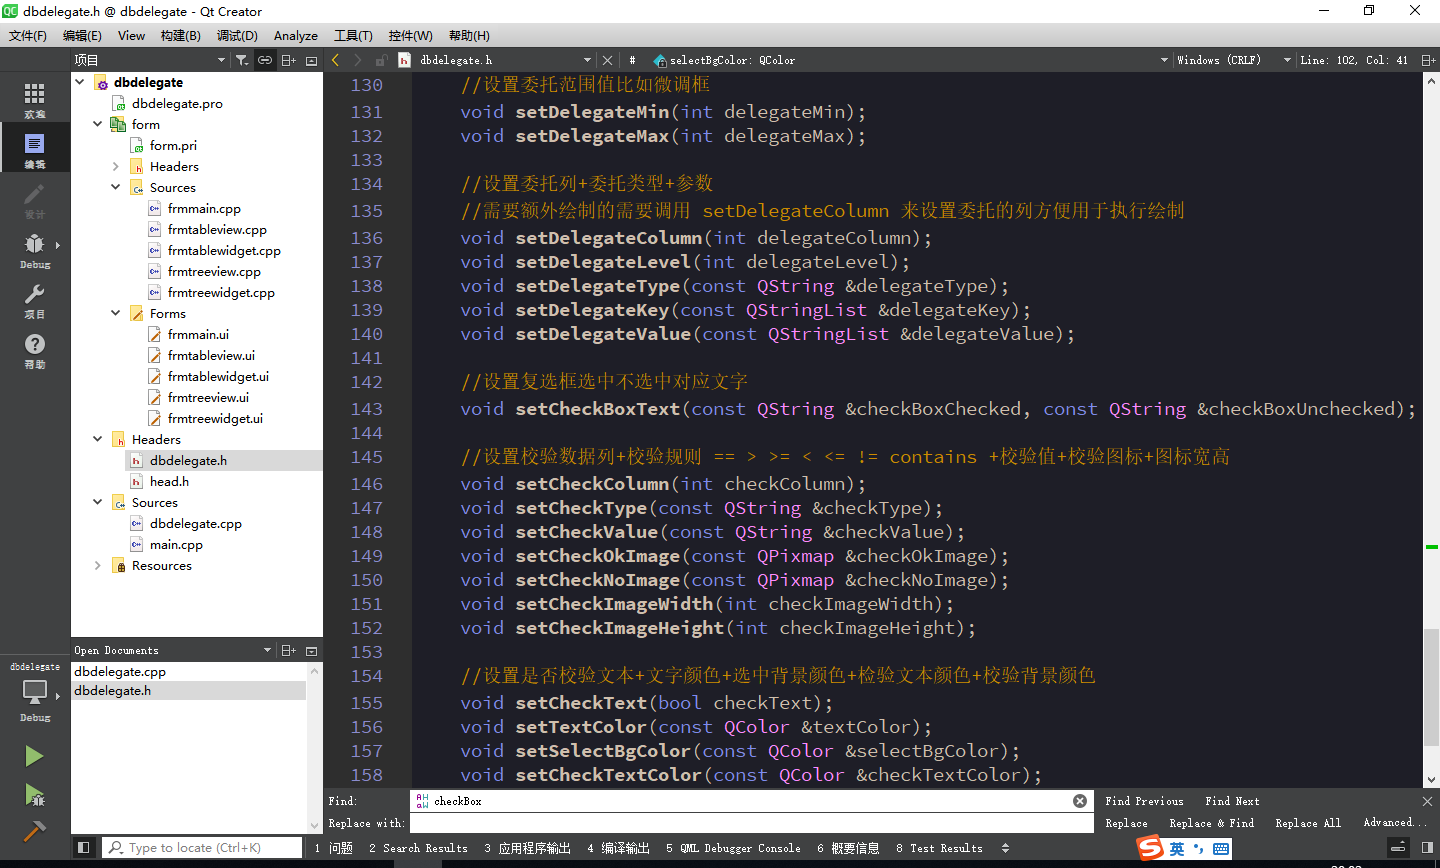 dbdelegate.h @ dbdelegate - Qt Creator
文件(F) 编辑(E) View 构建(B) 调试(D) Analyze 工具(T) 控件(W) 帮助(H)
项目
dbdelegate.h
# selectBgColor: QColor
Windows (CRLF)
Line: 102, Col: 41
欢迎
编辑
设计
Debug
项目
帮助
dbdelegate
Debug
dbdelegate
dbdelegate.pro
form
form.pri
Headers
Sources
frmmain.cpp
frmtableview.cpp
frmtablewidget.cpp
frmtreeview.cpp
frmtreewidget.cpp
Forms
frmmain.ui
frmtableview.ui
frmtablewidget.ui
frmtreeview.ui
frmtreewidget.ui
Headers
dbdelegate.h
head.h
Sources
dbdelegate.cpp
main.cpp
Resources
Open Documents
dbdelegate.cpp
dbdelegate.h
130 //设置委托范围值比如微调框
131 void setDelegateMin(int delegateMin);
132 void setDelegateMax(int delegateMax);
133
134 //设置委托列+委托类型+参数
135 //需要额外绘制的需要调用 setDelegateColumn 来设置委托的列方便用于执行绘制
136 void setDelegateColumn(int delegateColumn);
137 void setDelegateLevel(int delegateLevel);
138 void setDelegateType(const QString &delegateType);
139 void setDelegateKey(const QStringList &delegateKey);
140 void setDelegateValue(const QStringList &delegateValue);
141
142 //设置复选框选中不选中对应文字
143 void setCheckBoxText(const QString &checkBoxChecked, const QString &checkBoxUnchecked);
144
145 //设置校验数据列+校验规则 == > >= < <= != contains +校验值+校验图标+图标宽高
146 void setCheckColumn(int checkColumn);
147 void setCheckType(const QString &checkType);
148 void setCheckValue(const QString &checkValue);
149 void setCheckOkImage(const QPixmap &checkOkImage);
150 void setCheckNoImage(const QPixmap &checkNoImage);
151 void setCheckImageWidth(int checkImageWidth);
152 void setCheckImageHeight(int checkImageHeight);
153
154 //设置是否校验文本+文字颜色+选中背景颜色+检验文本颜色+校验背景颜色
155 void setCheckText(bool checkText);
156 void setTextColor(const QColor &textColor);
157 void setSelectBgColor(const QColor &selectBgColor);
158 void setCheckTextColor(const QColor &checkTextColor);
Find: checkBox Find Previous Find Next
Replace with: Replace Replace & Find Replace All Advanced...
Type to locate (Ctrl+K) 1 问题 2 Search Results 3 应用程序输出 4 编译输出 5 QML Debugger Console 6 概要信息 8 Test Results
英